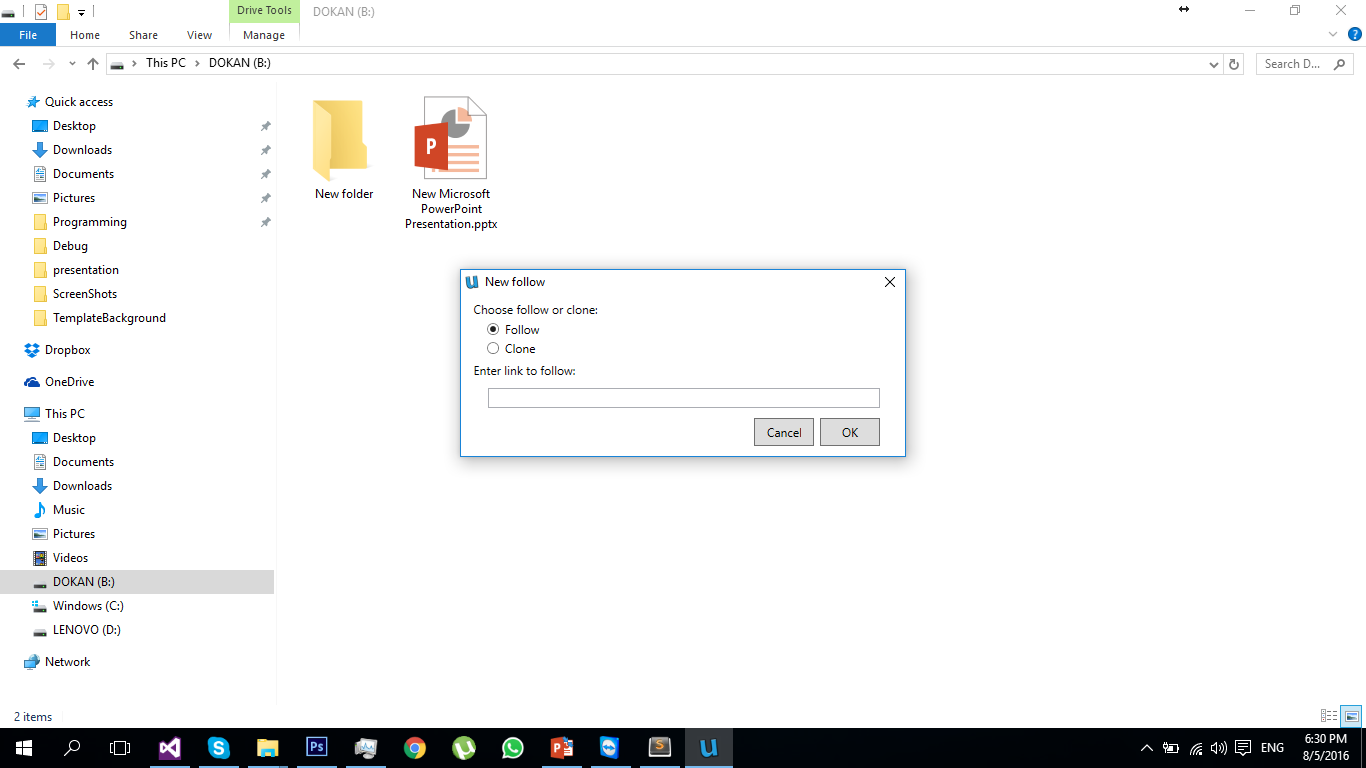 Drive Tools
DOKAN (B:)
File
Home
Share
View
Manage
This PC
DOKAN (B:)
Search D...
Quick access
Desktop
Downloads
Documents
Pictures
Programming
Debug
presentation
ScreenShots
TemplateBackground
Dropbox
OneDrive
This PC
Desktop
Documents
Downloads
Music
Pictures
Videos
DOKAN (B:)
Windows (C:)
LENOVO (D:)
Network
New folder
P
New Microsoft
PowerPoint
Presentation.pptx
New follow
Choose follow or clone:
Follow
Clone
Enter link to follow:
Cancel
OK
2 items
Ps
ENG
6:30 PM
8/5/2016